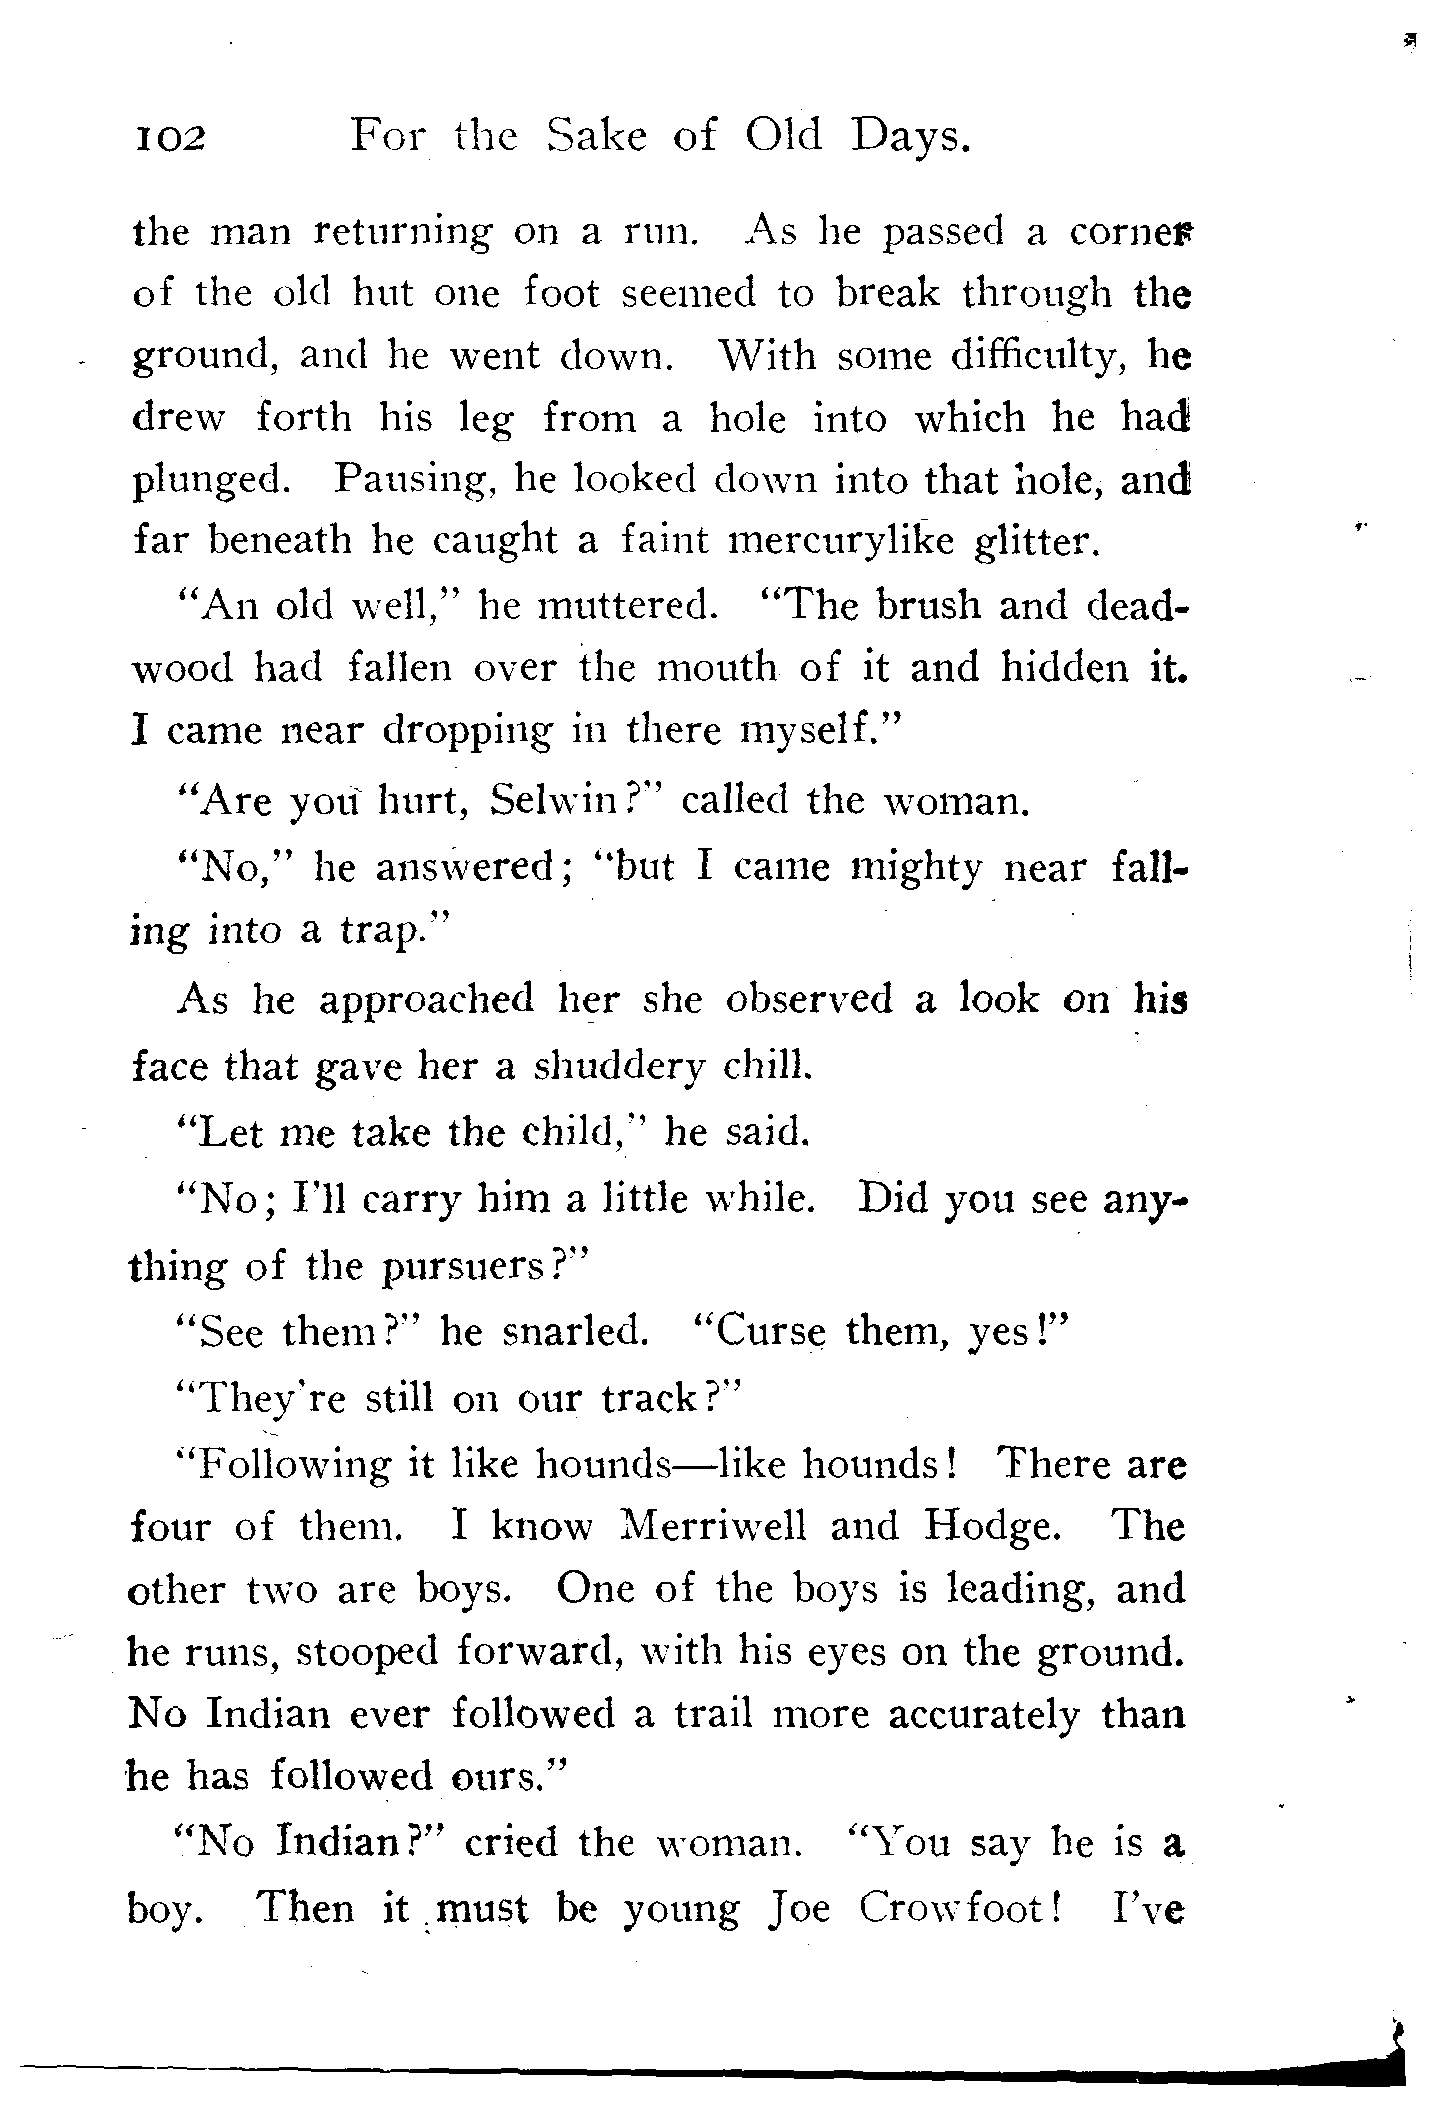 102 For the Sake of Old Days.
the man returning on a run. As he passed a corner
of the old hut one foot seemed to break through the
ground, and he went down. With some difficulty, he
drew forth his leg from a hole into which he had
plunged. Pausing, he looked down into that hole, and
far beneath he caught a faint mercurylike glitter.
"An old well," he muttered. "The brush and dead-
wood had fallen over the mouth of it and hidden it.
I came near dropping in there myself."
"Are you hurt, Selwin?" called the woman.
"No," he answered; "but I came mighty near fall-
ing into a trap."
As he approached her she observed a look on his
face that gave her a shuddery chill.
"Let me take the child," he said.
"No; I'll carry him a little while. Did you see any-
thing of the pursuers?"
"See them?" he snarled. "Curse them, yes!"
"They're still on our track?"
"Following it like hounds—like hounds! There are
four of them. I know Merriwell and Hodge. The
other two are boys. One of the boys is leading, and
he runs, stooped forward, with his eyes on the ground.
No Indian ever followed a trail more accurately than
he has followed ours."
"No Indian?" cried the woman. "You say he is a
boy. Then it must be young Joe Crowfoot! I've